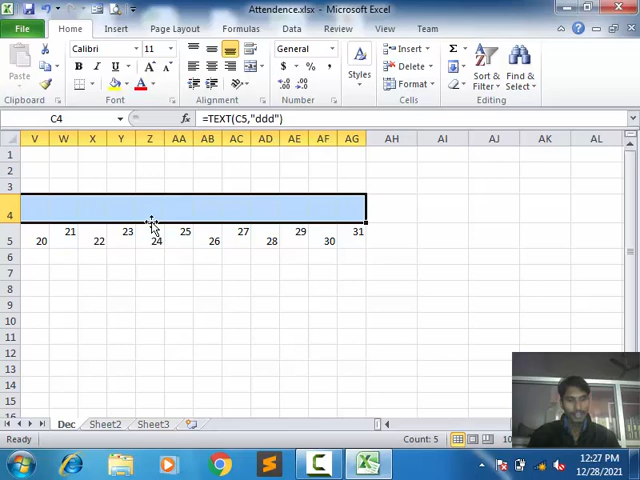 Attendence.xlsx - Microsoft Excel
File Home Insert Page Layout Formulas Data Review View Team
Calibri 11 General Insert Σ
Paste B I U $ % , Delete Styles Sort & Filter Find & Select
Format
Clipboard Font Alignment Number Cells Editing
C4 fx =TEXT(C5,"ddd")
V W X Y Z AA AB AC AD AE AF AG AH AI AJ AK AL
1
2
3
4
5 20 21 22 23 24 25 26 27 28 29 30 31
6
7
8
9
10
11
12
13
14
15
16
Dec Sheet2 Sheet3
Ready Count: 5 10
12:27 PM
12/28/2021